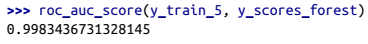 >>> roc_auc_score(y_train_5, y_scores_forest)
0.9983436731328145